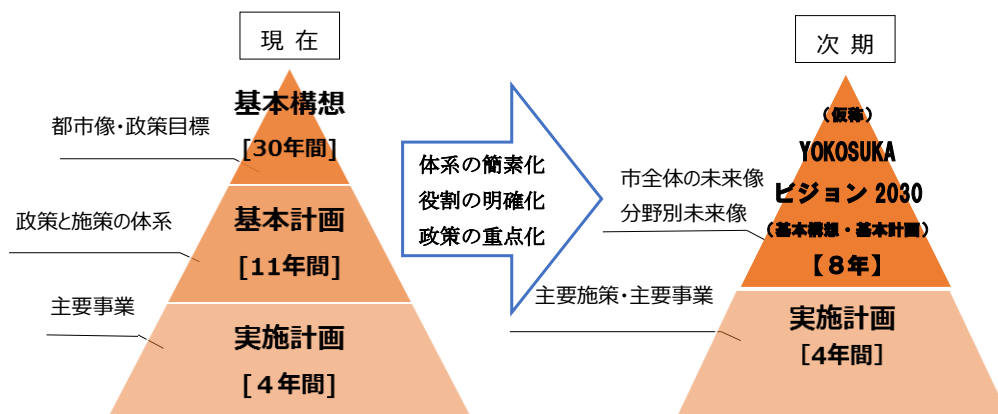 現 在
基本構想
[30年間]
都市像・政策目標
基本計画
[11年間]
政策と施策の体系
主要事業
実施計画
[４年間]
体系の簡素化
役割の明確化
政策の重点化
次 期
（仮称）
YOKOSUKA
ビジョン 2030
（基本構想・基本計画）
【８年】
市全体の未来像
分野別未来像
主要施策・主要事業
実施計画
[4年間]